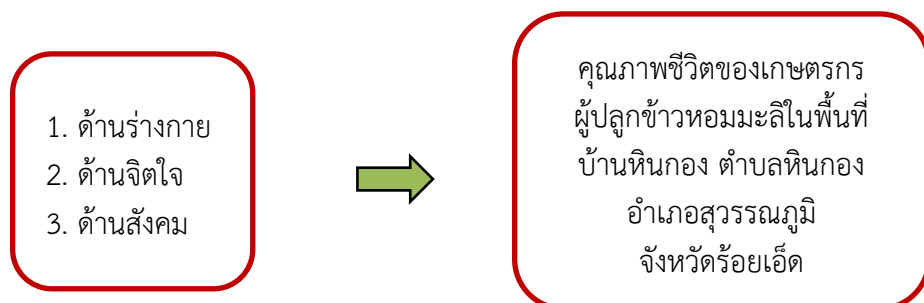 1. ด้านร่างกาย
2. ด้านจิตใจ
3. ด้านสังคม
คุณภาพชีวิตของเกษตรกร
ผู้ปลูกข้าวหอมมะลิในพื้นที่
บ้านหินกอง ตำบลหินกอง
อำเภอสุวรรณภูมิ
จังหวัดร้อยเอ็ด